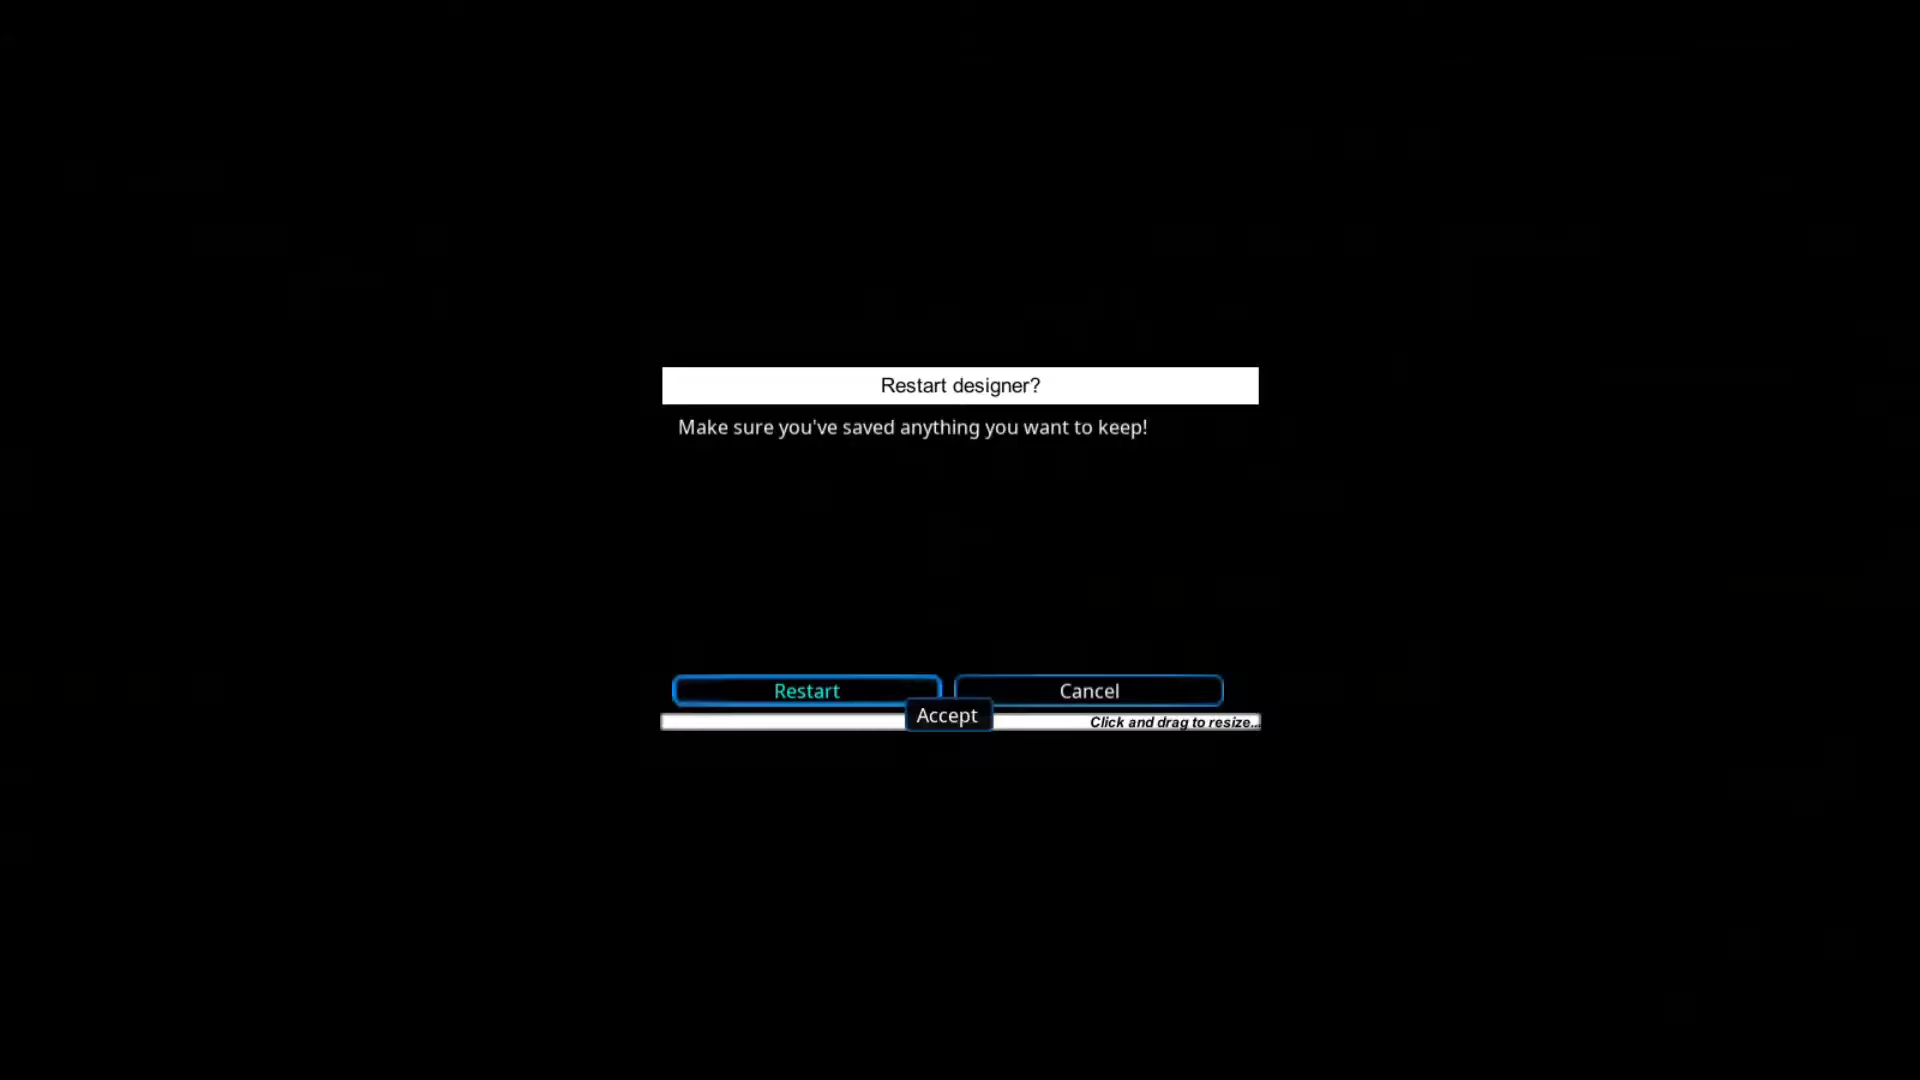 Restart designer?
Make sure you've saved anything you want to keep!
Restart
Cancel
Accept
Click and drag to resize...